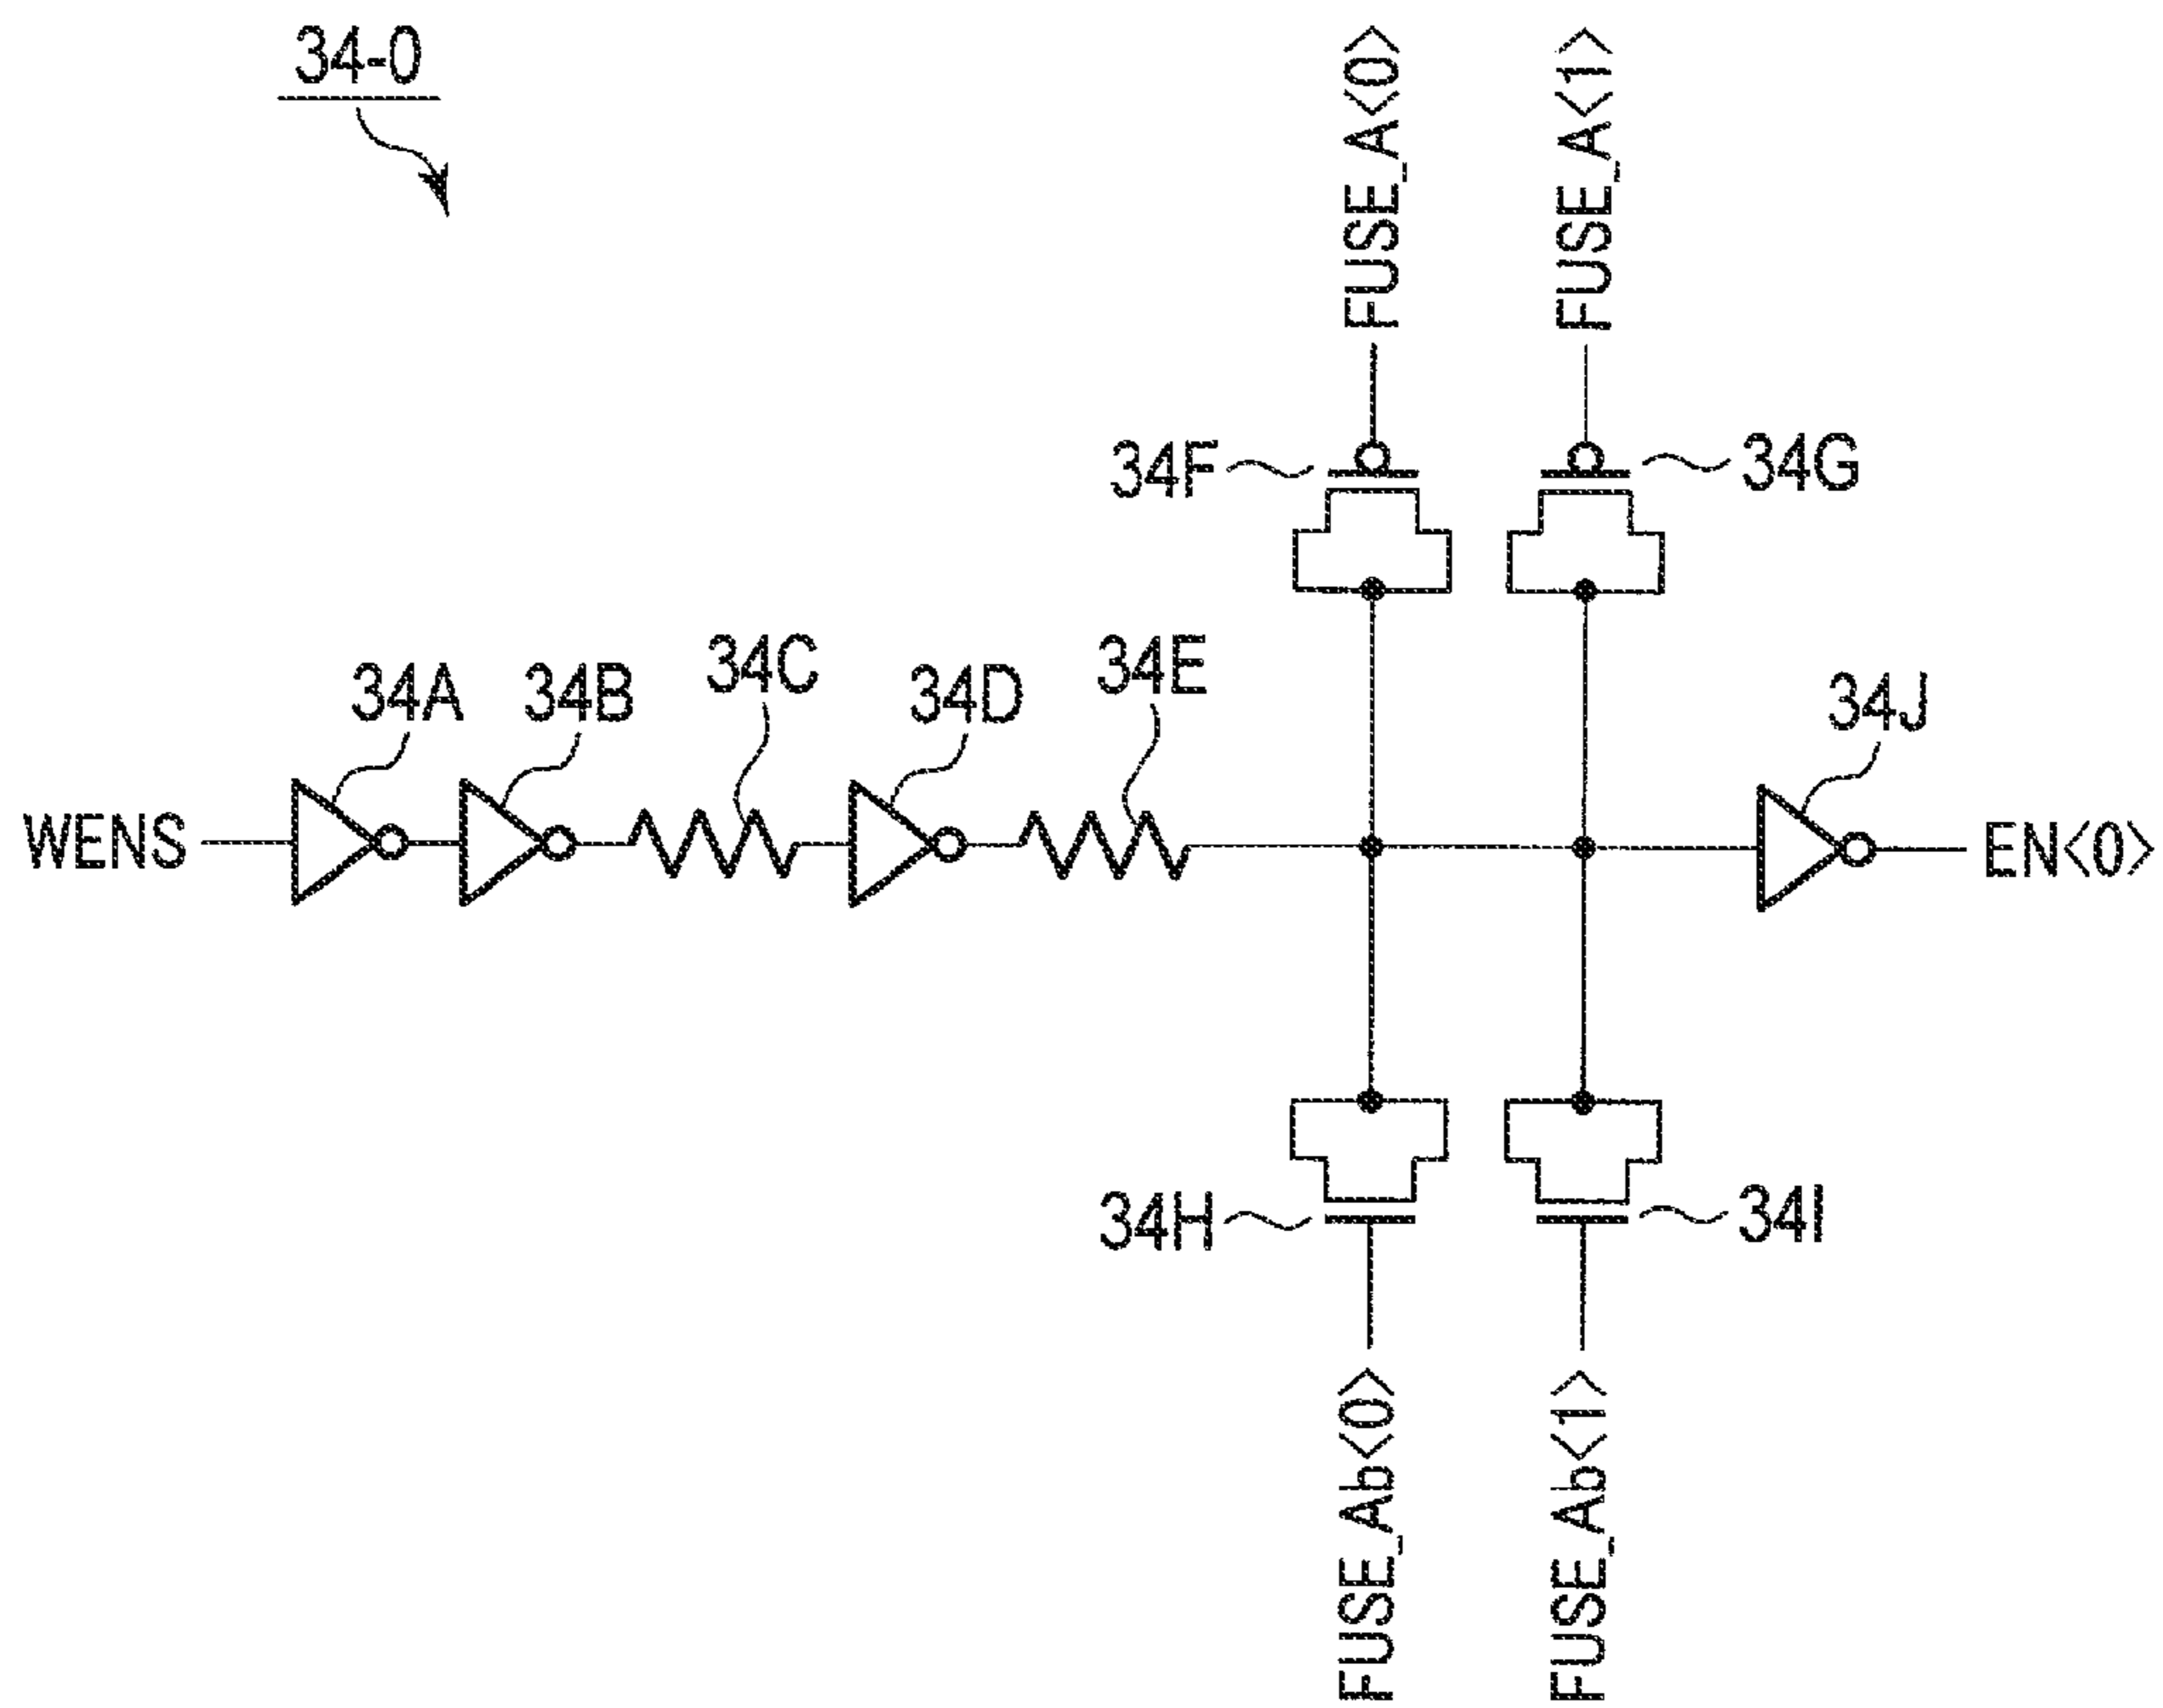 34-0
FUSE_A<0>
FUSE_A<1>
34F
34G
34A
34B
34C
34D
34E
34J
WENS
EN<0>
34H
34I
FUSE_Ab<0>
FUSE_Ab<1>